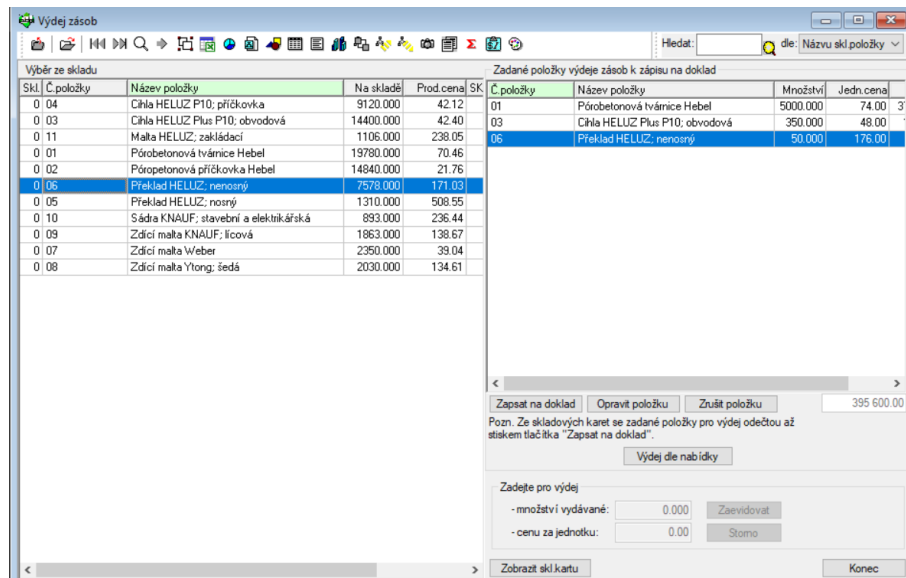 Výdej zásob
Hledat: dle: Názvu skl.položky
Výběr ze skladu
Skl. Č.položky Název položky Na skladě Prod.cena SK
0 04 Cihla HELUZ P10; příčkovka 9120.000 42.12
0 03 Cihla HELUZ Plus P10; obvodová 14400.000 42.40
0 11 Malta HELUZ; zakládací 1106.000 238.05
0 01 Pórobetonová tvárnice Hebel 19780.000 70.46
0 02 Póropetonová příčkovka Hebel 14840.000 21.76
0 06 Překlad HELUZ; nenosný 7578.000 171.03
0 05 Překlad HELUZ; nosný 1310.000 508.55
0 10 Sádra KNAUF; stavební a elektrikářská 893.000 236.44
0 09 Zdící malta KNAUF; lícová 1863.000 138.67
0 07 Zdící malta Weber 2350.000 39.04
0 08 Zdící malta Ytong; šedá 2030.000 134.61
Zadané položky výdeje zásob k zápisu na doklad
Č.položky Název položky Množství Jedn.cena
01 Pórobetonová tvárnice Hebel 5000.000 74.00
03 Cihla HELUZ Plus P10; obvodová 350.000 48.00
06 Překlad HELUZ; nenosný 50.000 176.00
Zapsat na doklad Opravit položku Zrušit položku 395 600.00
Pozn. Ze skladových karet se zadané položky pro výdej odečtou až
stiskem tlačítka "Zapsat na doklad".
Výdej dle nabídky
Zadejte pro výdej
- množství vydávané: 0.000 Zaevidovat
- cenu za jednotku: 0.00 Storno
Zobrazit skl.kartu Konec